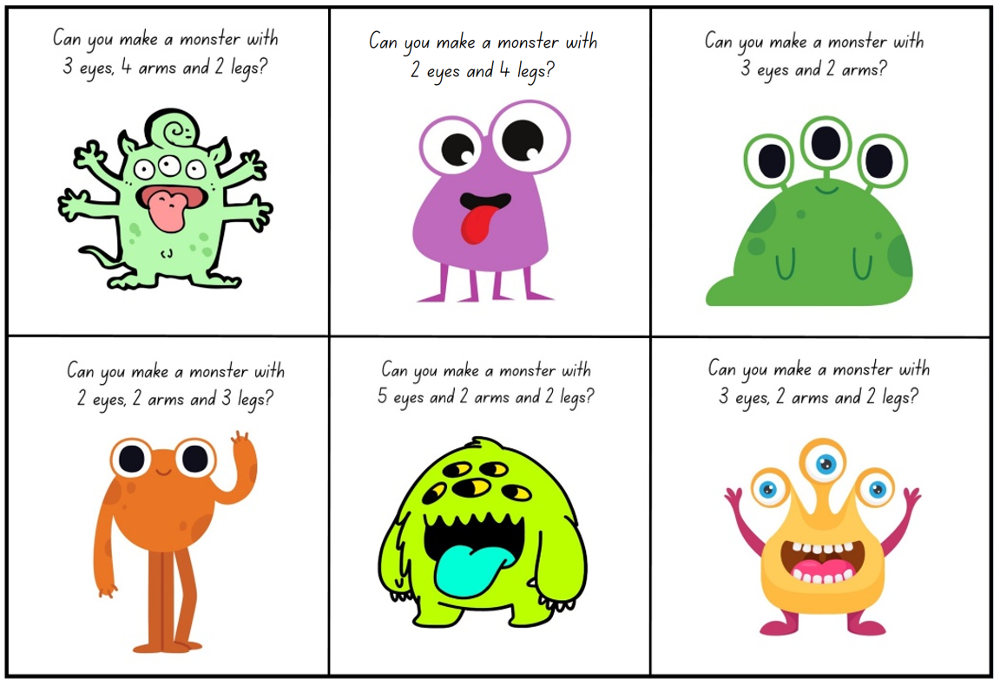 Can you make a monster with
3 eyes, 4 arms and 2 legs?
Can you make a monster with
2 eyes and 4 legs?
Can you make a monster with
3 eyes and 2 arms?
Can you make a monster with
2 eyes, 2 arms and 3 legs?
Can you make a monster with
5 eyes and 2 arms and 2 legs?
Can you make a monster with
3 eyes, 2 arms and 2 legs?